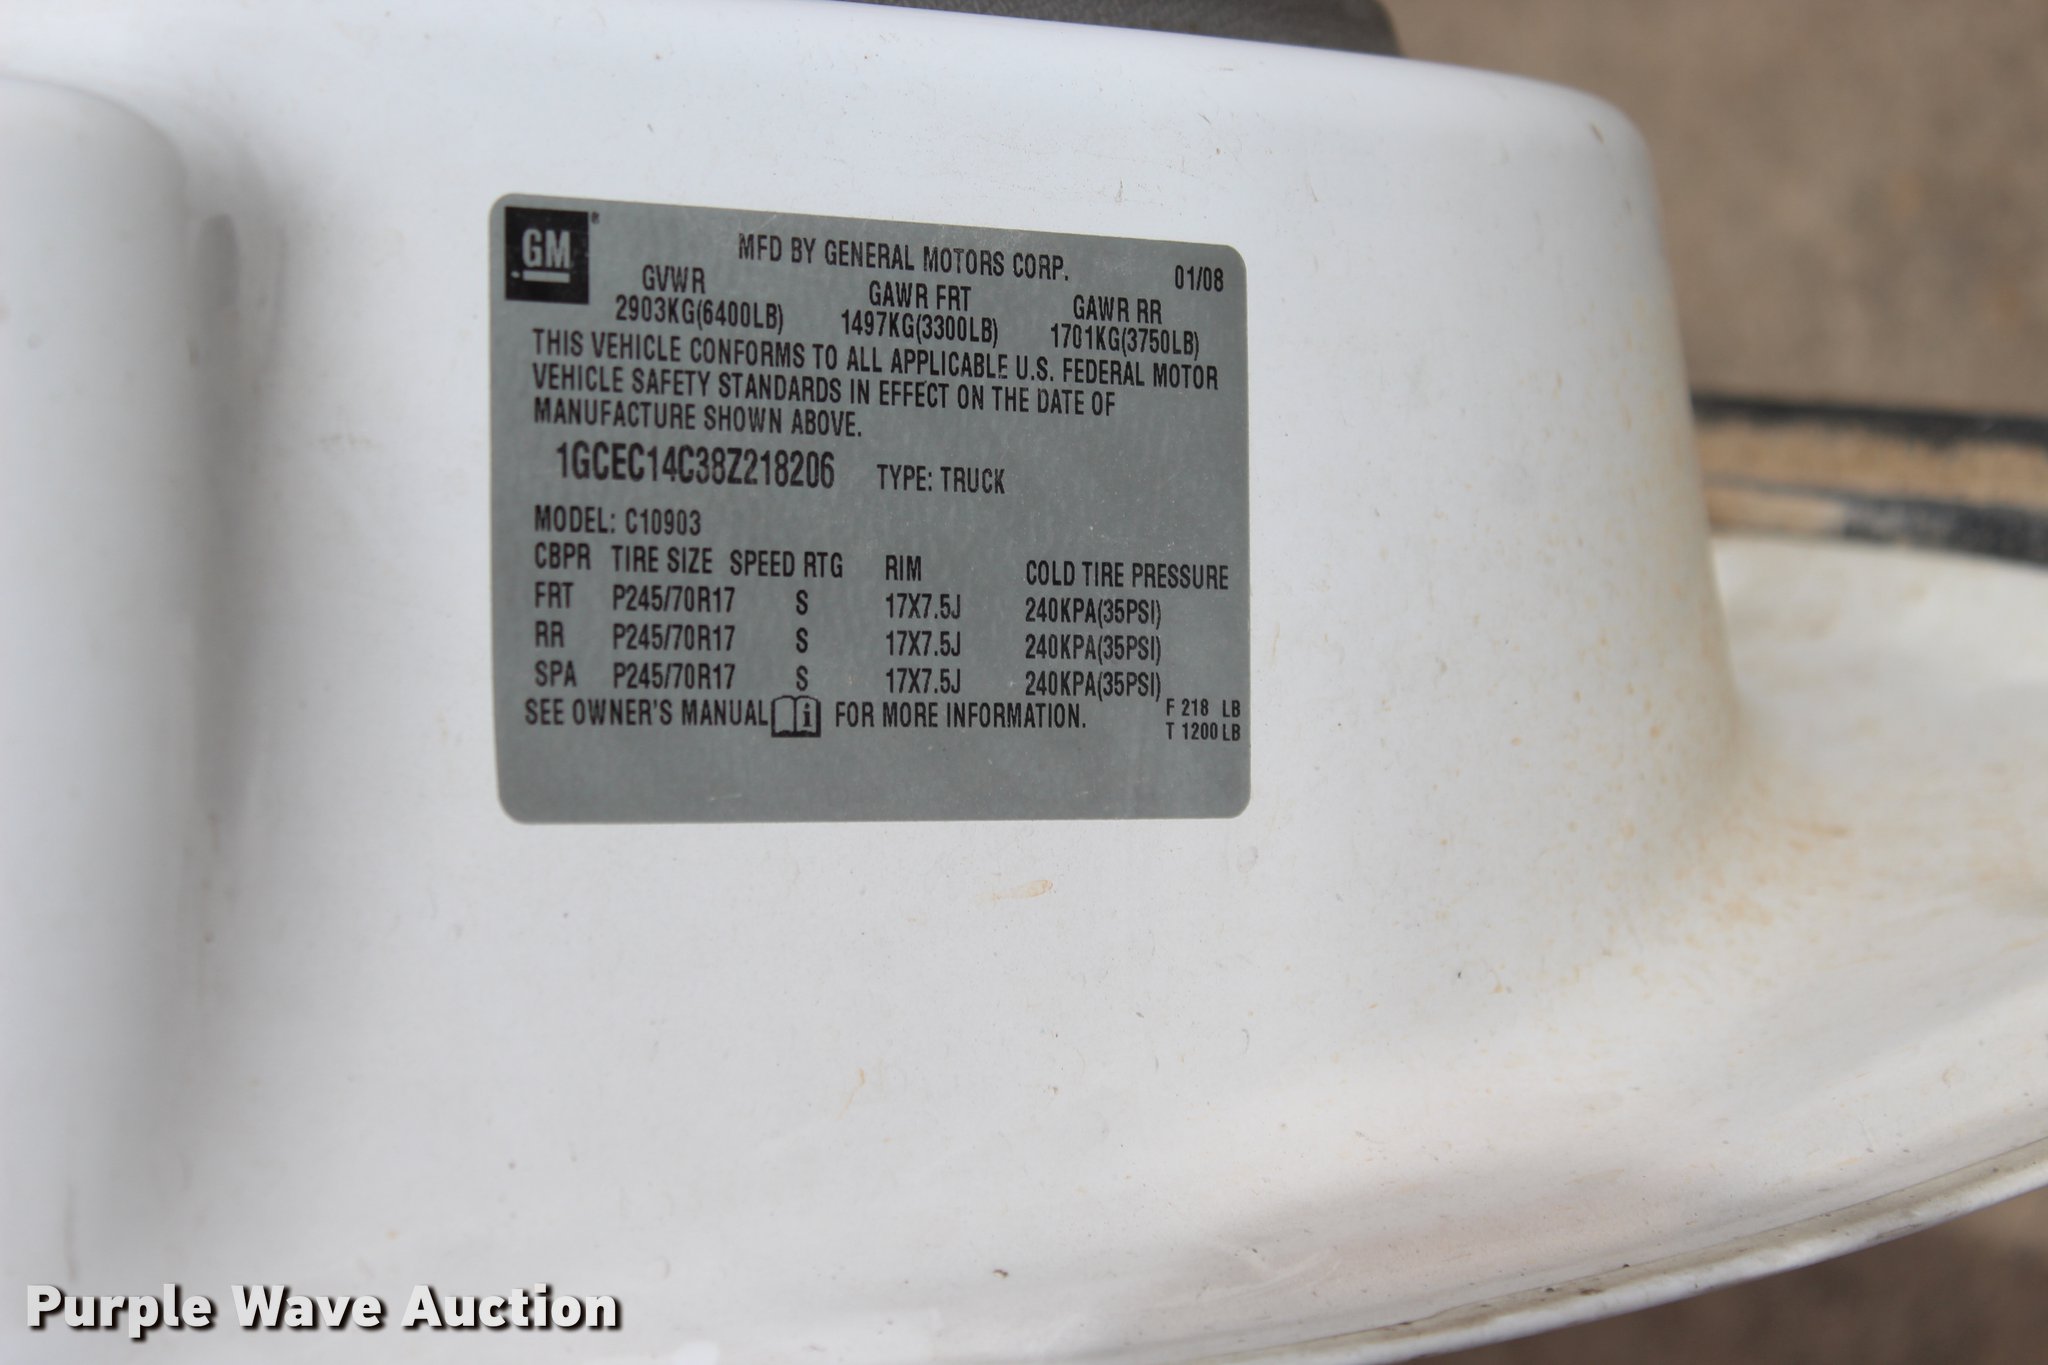 GM ®
MFD BY GENERAL MOTORS CORP. 01/08
GVWR GAWR FRT GAWR RR
2903KG(6400LB) 1497KG(3300LB) 1701KG(3750LB)
THIS VEHICLE CONFORMS TO ALL APPLICABLE U.S. FEDERAL MOTOR
VEHICLE SAFETY STANDARDS IN EFFECT ON THE DATE OF
MANUFACTURE SHOWN ABOVE.
1GCEC14C38Z218206 TYPE: TRUCK
MODEL: C10903
CBPR TIRE SIZE SPEED RTG RIM COLD TIRE PRESSURE
FRT P245/70R17 S 17X7.5J 240KPA(35PSI)
RR P245/70R17 S 17X7.5J 240KPA(35PSI)
SPA P245/70R17 S 17X7.5J 240KPA(35PSI)
SEE OWNER'S MANUAL i FOR MORE INFORMATION.
F 218 LB
T 1200 LB
Purple Wave Auction